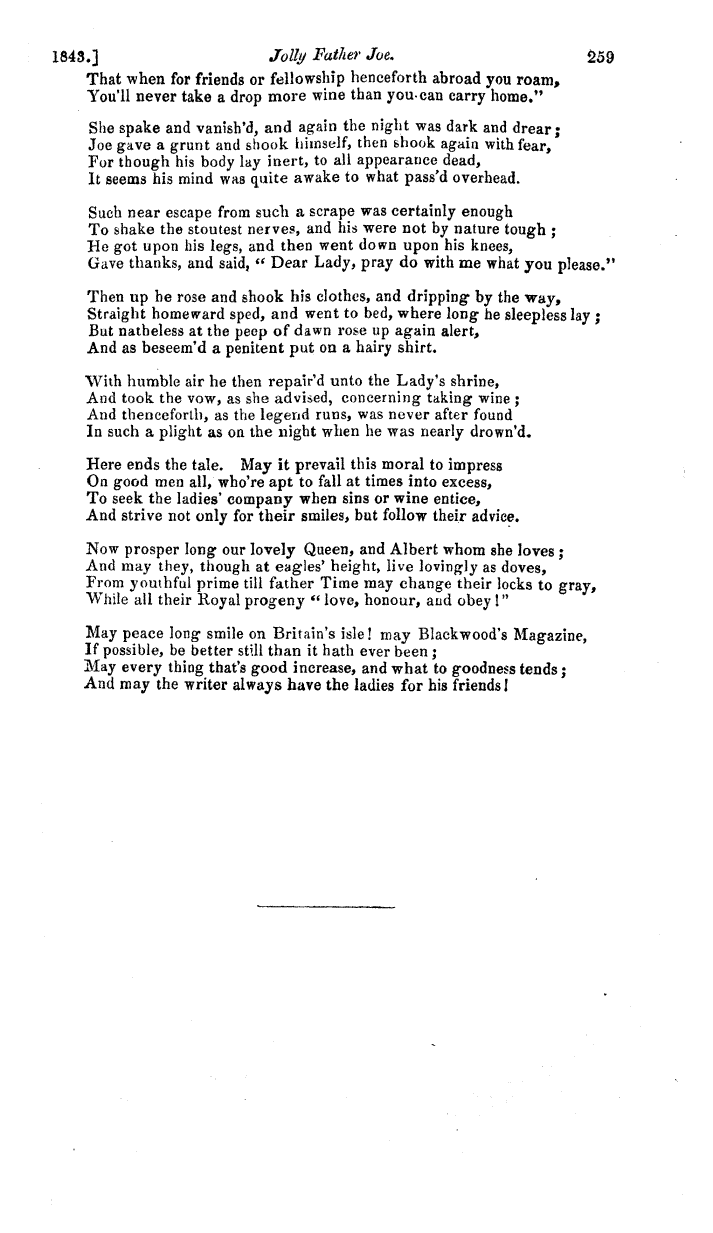 1843.] Jolly Father Joe. 259
That when for friends or fellowship henceforth abroad you roam,
You'll never take a drop more wine than you can carry home."
She spake and vanish'd, and again the night was dark and drear;
Joe gave a grunt and shook himself, then shook again with fear,
For though his body lay inert, to all appearance dead,
It seems his mind was quite awake to what pass'd overhead.
Such near escape from such a scrape was certainly enough
To shake the stoutest nerves, and his were not by nature tough;
He got upon his legs, and then went down upon his knees,
Gave thanks, and said, "Dear Lady, pray do with me what you please."
Then up he rose and shook his clothes, and dripping by the way,
Straight homeward sped, and went to bed, where long he sleepless lay;
But natheless at the peep of dawn rose up again alert,
And as beseem'd a penitent put on a hairy shirt.
With humble air he then repair'd unto the Lady's shrine,
And took the vow, as she advised, concerning taking wine;
And thenceforth, as the legend runs, was never after found
In such a plight as on the night when he was nearly drown'd.
Here ends the tale. May it prevail this moral to impress
On good men all, who're apt to fall at times into excess,
To seek the ladies' company when sins or wine entice,
And strive not only for their smiles, but follow their advice.
Now prosper long our lovely Queen, and Albert whom she loves;
And may they, though at eagles' height, live lovingly as doves,
From youthful prime till father Time may change their locks to gray,
While all their Royal progeny "love, honour, and obey!"
May peace long smile on Britain's isle! may Blackwood's Magazine,
If possible, be better still than it hath ever been;
May every thing that's good increase, and what to goodness tends;
And may the writer always have the ladies for his friends!